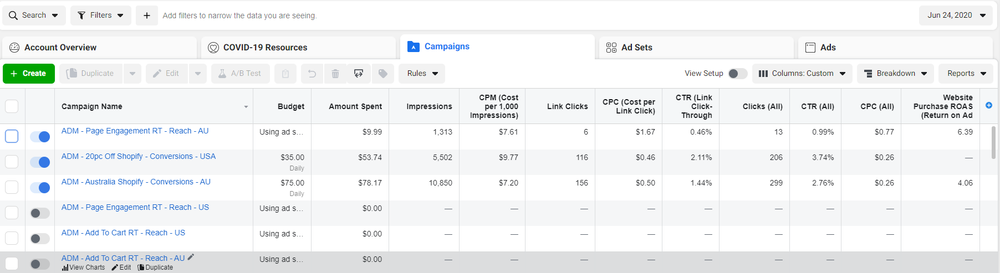 Search Filters + Add filters to narrow the data you are seeing. Jun 24, 2020
Account Overview COVID-19 Resources Campaigns Ad Sets Ads
+ Create Duplicate Edit A/B Test Rules View Setup Columns: Custom Breakdown Reports
Campaign Name Budget Amount Spent Impressions CPM (Cost per 1,000 Impressions) Link Clicks CPC (Cost per Link Click) CTR (Link Click-Through Clicks (All) CTR (All) CPC (All) Website Purchase ROAS (Return on Ad
ADM - Page Engagement RT - Reach - AU Using ad s... $9.99 1,313 $7.61 6 $1.67 0.46% 13 0.99% $0.77 6.39
ADM - 20pc Off Shopify - Conversions - USA $35.00 $53.74 5,502 $9.77 116 $0.46 2.11% 206 3.74% $0.26 —
Daily
ADM - Australia Shopify - Conversions - AU $75.00 $78.17 10,850 $7.20 156 $0.50 1.44% 299 2.76% $0.26 4.06
Daily
ADM - Page Engagement RT - Reach - US Using ad s... $0.00 — — — — — — — — —
ADM - Add To Cart RT - Reach - US Using ad s... $0.00 — — — — — — — — —
ADM - Add To Cart RT - Reach - AU Using ad s... $0.00 — — — — — — — — —
View Charts Edit Duplicate